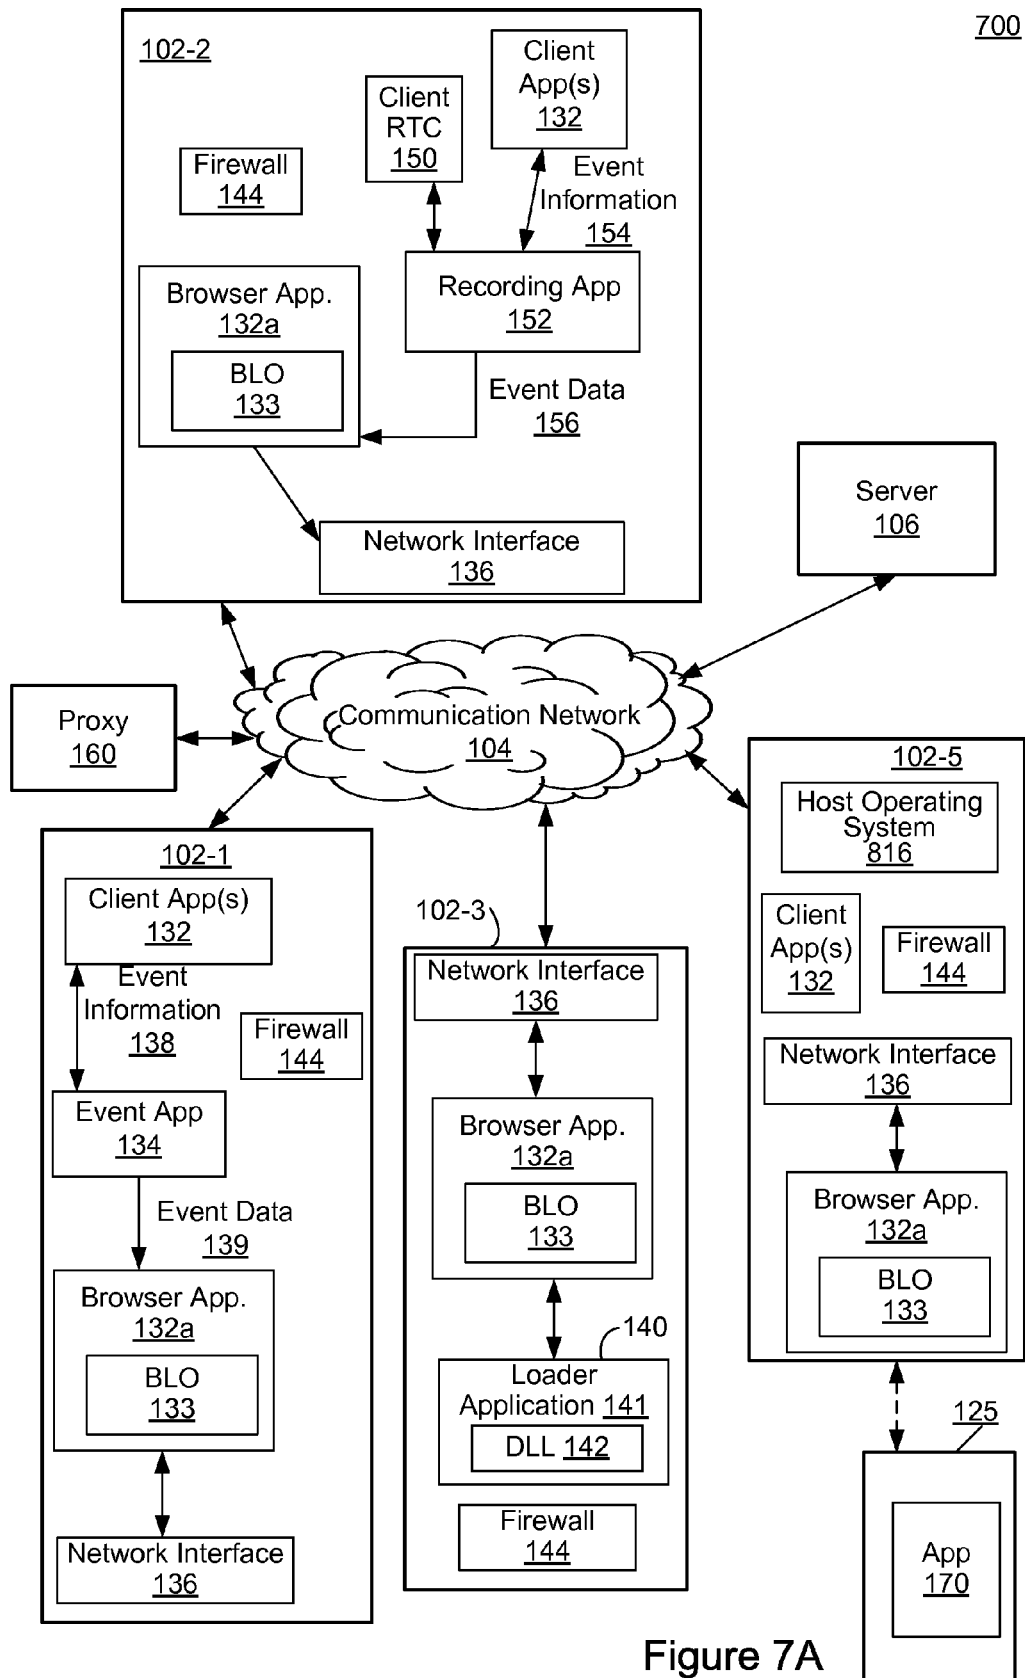 700
102-2
Client
App(s)
132
Client
RTC
150
Firewall
144
Event
Information
154
Browser App.
132a
BLO
133
Recording App
152
Event Data
156
Network Interface
136
Server
106
Proxy
160
Communication Network
104
102-1
Client App(s)
132
Event
Information
138
Firewall
144
Event App
134
Event Data
139
Browser App.
132a
BLO
133
Network Interface
136
102-3
Network Interface
136
Browser App.
132a
BLO
133
140
Loader
Application 141
DLL 142
Firewall
144
102-5
Host Operating
System
816
Client
App(s)
132
Firewall
144
Network Interface
136
Browser App.
132a
BLO
133
125
App
170
Figure 7A